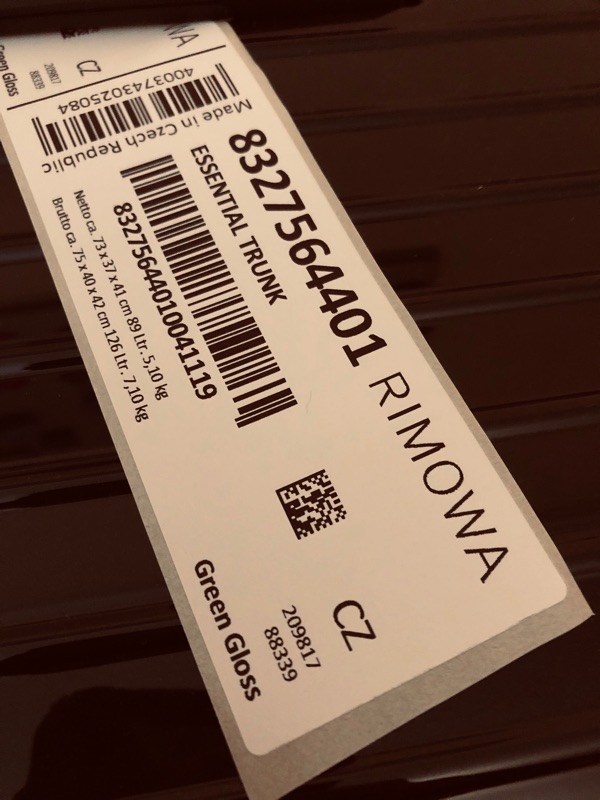 WA
CZ
209817
88339
Green Gloss
4003743025084
Made in Czech Republic
8327564401
ESSENTIAL TRUNK
83275644010041119
Netto ca. 73 x 37 x 41 cm 89 Ltr. 5,10 kg
Brutto ca. 75 x 40 x 42 cm 126 Ltr. 7,10 kg
RIMOWA
CZ
209817
88339
Green Gloss